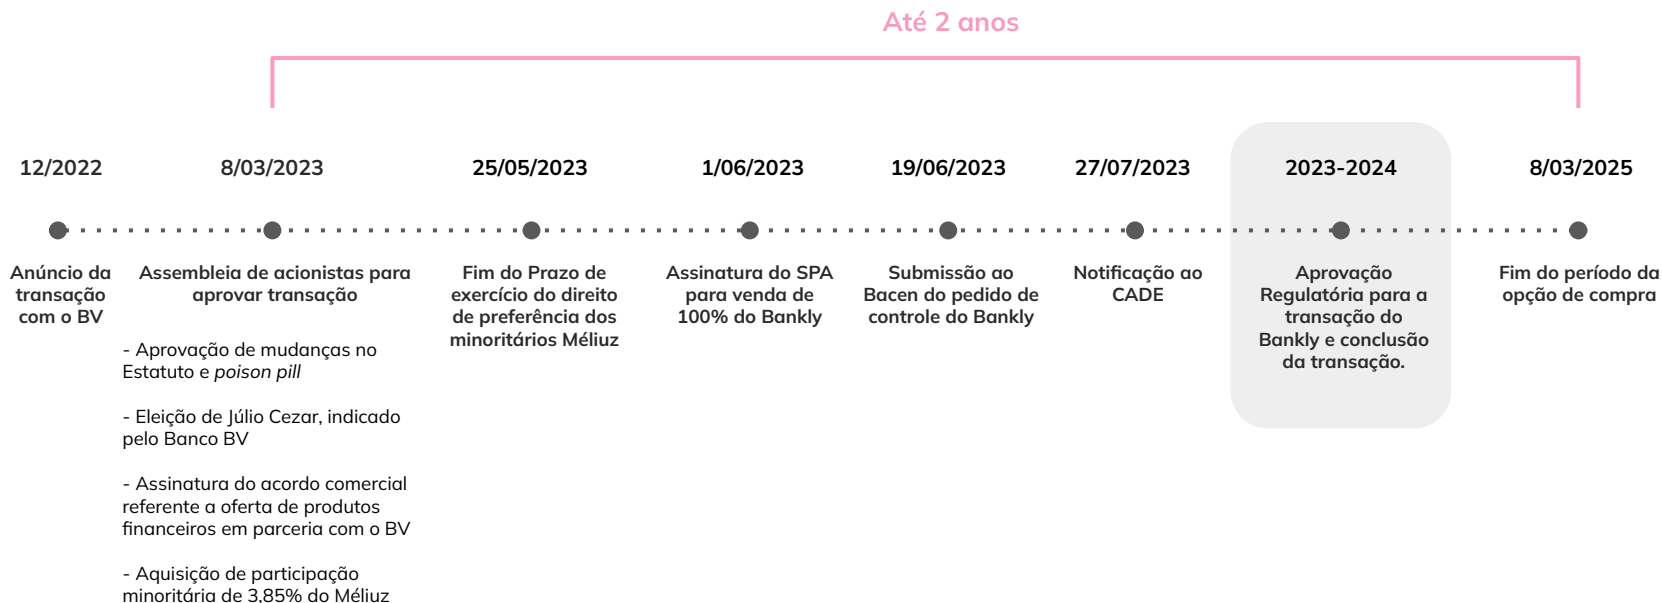 Até 2 anos
12/2022
8/03/2023
25/05/2023
1/06/2023
19/06/2023
27/07/2023
2023-2024
8/03/2025
Anúncio da
transação
com o BV
Assembleia de acionistas para
aprovar transação
- Aprovação de mudanças no
Estatuto e poison pill
- Eleição de Júlio Cezar, indicado
pelo Banco BV
- Assinatura do acordo comercial
referente a oferta de produtos
financeiros em parceria com o BV
- Aquisição de participação
minoritária de 3,85% do Méliuz
Fim do Prazo de
exercício do direito
de preferência dos
minoritários Méliuz
Assinatura do SPA
para venda de
100% do Bankly
Submissão ao
Bacen do pedido de
controle do Bankly
Notificação ao
CADE
Aprovação
Regulatória para a
transação do
Bankly e conclusão
da transação.
Fim do período da
opção de compra